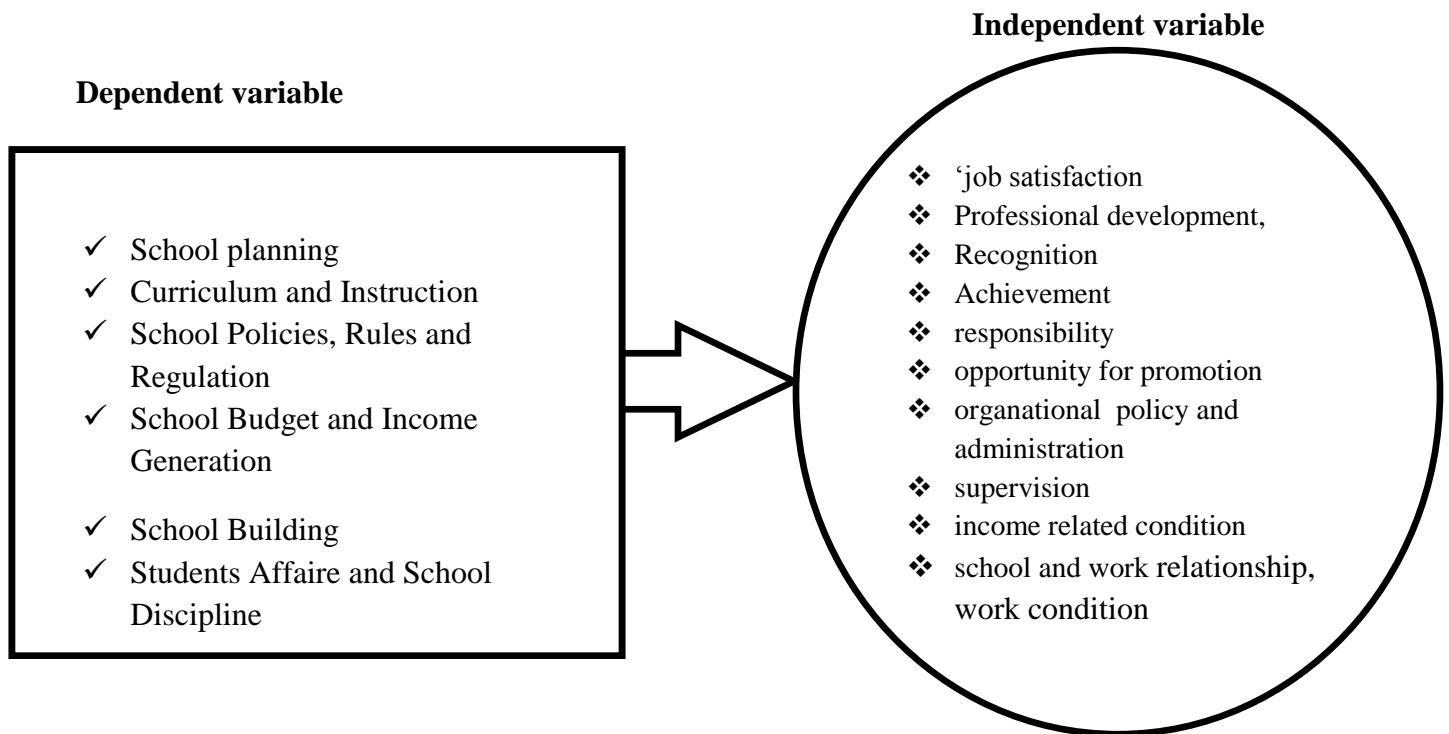 Independent variable
Dependent variable
✓ School planning
✓ Curriculum and Instruction
✓ School Policies, Rules and
Regulation
✓ School Budget and Income
Generation
✓ School Building
✓ Students Affaire and School
Discipline
❖ ‘job satisfaction
❖ Professional development,
❖ Recognition
❖ Achievement
❖ responsibility
❖ opportunity for promotion
❖ organational policy and
administration
❖ supervision
❖ income related condition
❖ school and work relationship,
work condition